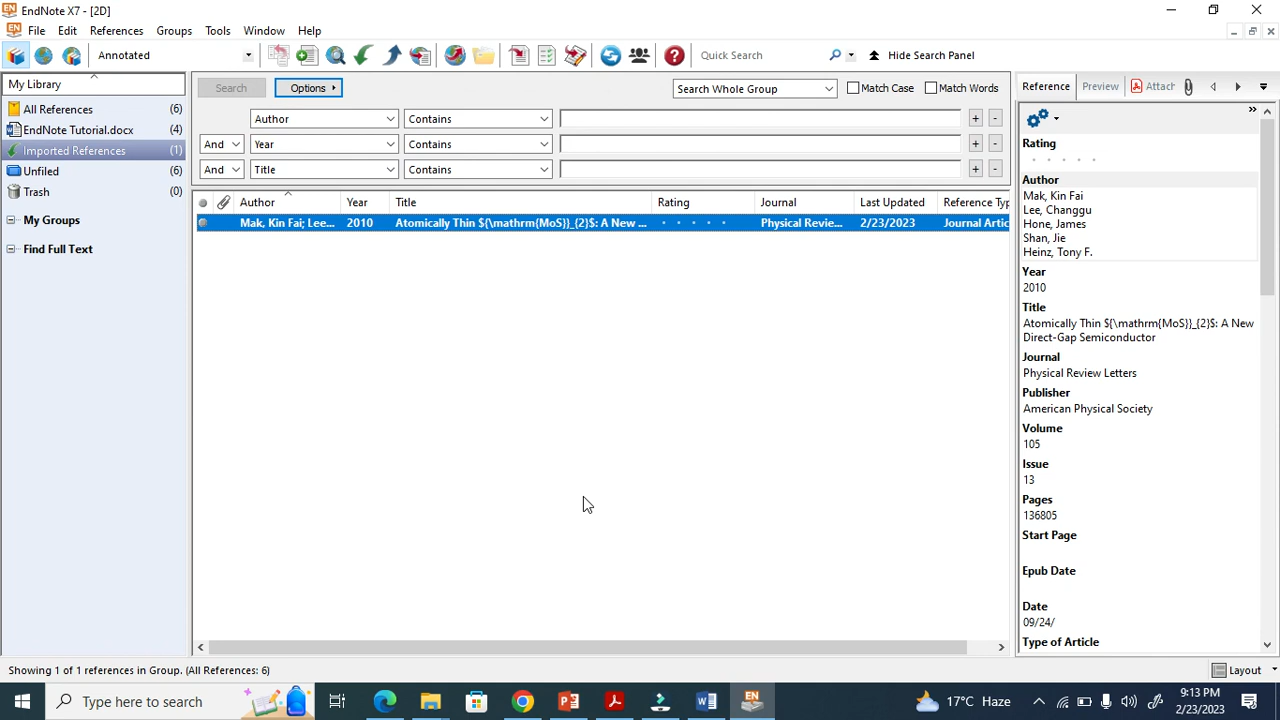 EndNote X7 - [2D]
File Edit References Groups Tools Window Help
Annotated
Quick Search
Hide Search Panel
My Library
All References (6)
EndNote Tutorial.docx (4)
Imported References (1)
Unfiled (6)
Trash (0)
My Groups
Find Full Text
Search Options
Search Whole Group Match Case Match Words
Author Contains + -
And Year Contains + -
And Title Contains + -
Author Year Title Rating Journal Last Updated Reference Typ
Mak, Kin Fai; Lee... 2010 Atomically Thin ${\mathrm{MoS}}_{2}$: A New ... Physical Revie... 2/23/2023 Journal Artic
Reference Preview Attach
Rating
Author
Mak, Kin Fai
Lee, Changgu
Hone, James
Shan, Jie
Heinz, Tony F.
Year
2010
Title
Atomically Thin ${\mathrm{MoS}}_{2}$: A New
Direct-Gap Semiconductor
Journal
Physical Review Letters
Publisher
American Physical Society
Volume
105
Issue
13
Pages
136805
Start Page
Epub Date
Date
09/24/
Type of Article
Showing 1 of 1 references in Group. (All References: 6)
Layout
Type here to search
EN
17°C Haze
9:13 PM
2/23/2023